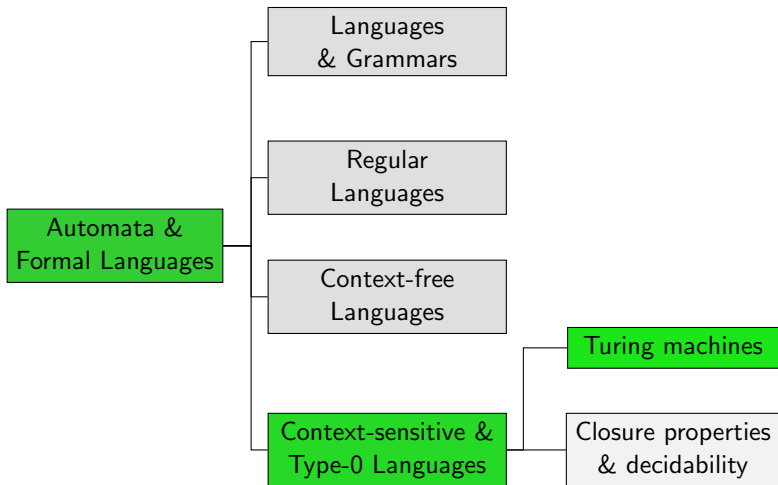 Languages
& Grammars
Regular
Languages
Automata &
Formal Languages
Context-free
Languages
Turing machines
Context-sensitive &
Type-0 Languages
Closure properties
& decidability